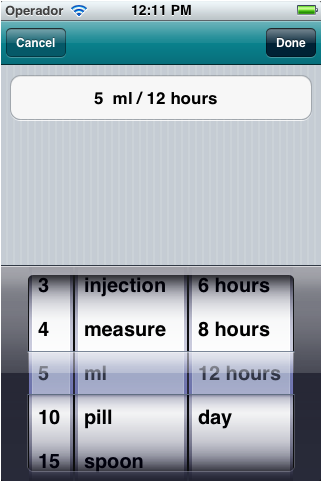 Operador 12:11 PM
Cancel Done
5 ml / 12 hours
3 injection 6 hours
4 measure 8 hours
5 ml 12 hours
10 pill day
15 spoon